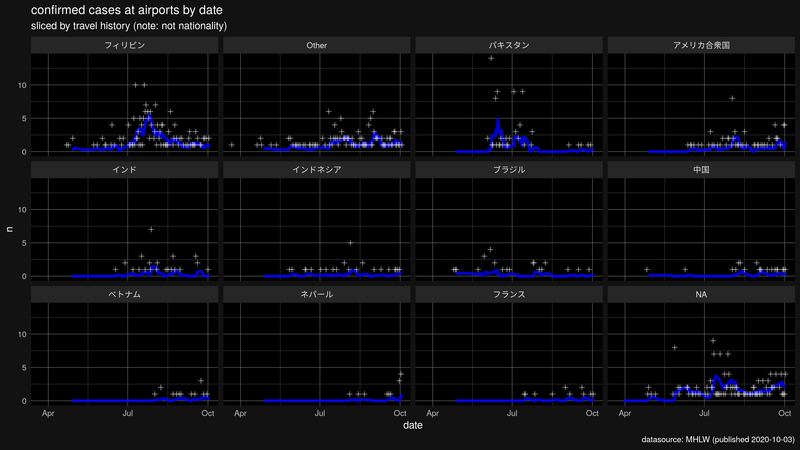 confirmed cases at airports by date
sliced by travel history (note: not nationality)
フィリピン Other パキスタン アメリカ合衆国
10
5
0
インド インドネシア ブラジル 中国
n
10
5
0
ベトナム ネパール フランス NA
10
5
0
Apr Jul Oct Apr Jul Oct Apr Jul Oct Apr Jul Oct
date
datasource: MHLW (published 2020-10-03)